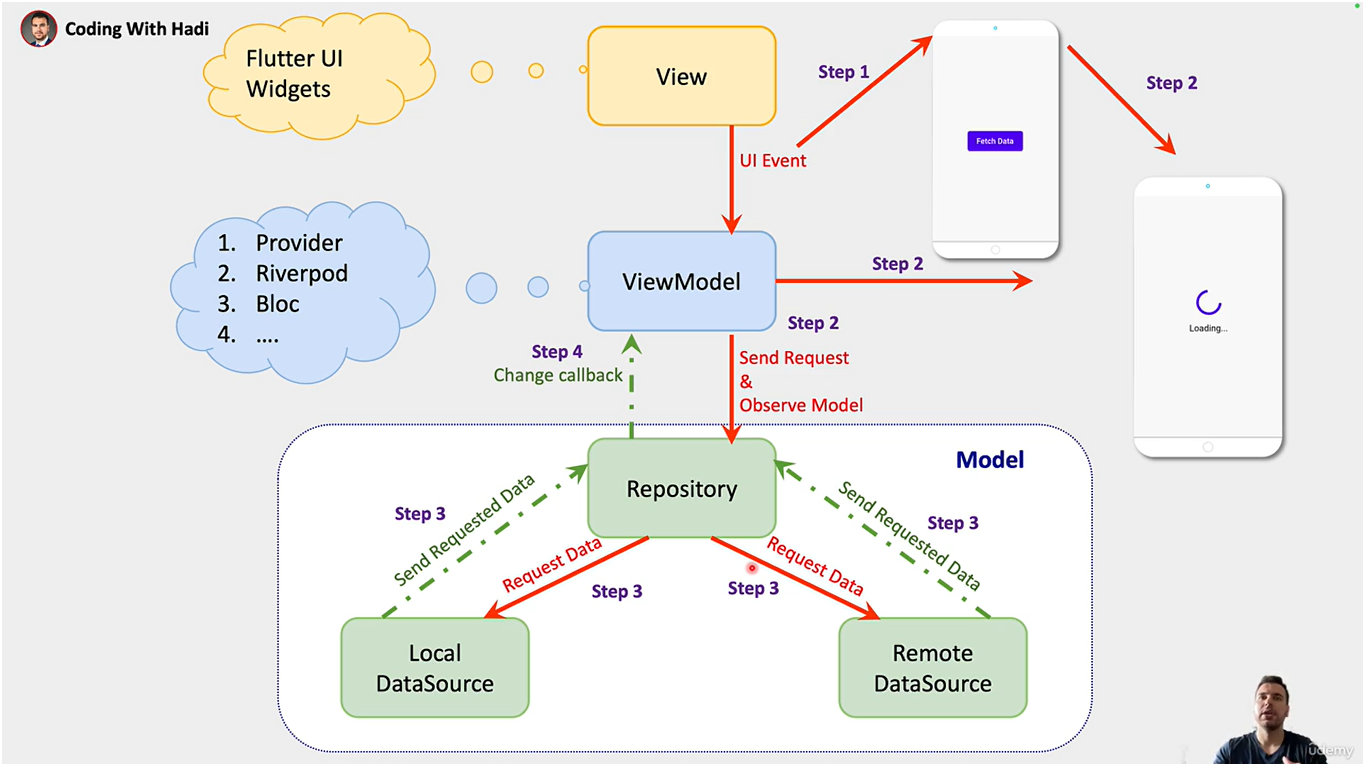 Coding With Hadi
Flutter UI
Widgets
View
Step 1
Step 2
Fetch Data
UI Event
1. Provider
2. Riverpod
3. Bloc
4. ....
ViewModel
Step 2
Step 2
Loading...
Step 4
Change callback
Send Request
&
Observe Model
Model
Repository
Step 3
Send Requested Data
Request Data
Step 3
Request Data
Step 3
Send Requested Data
Step 3
Local
DataSource
Remote
DataSource
udemy